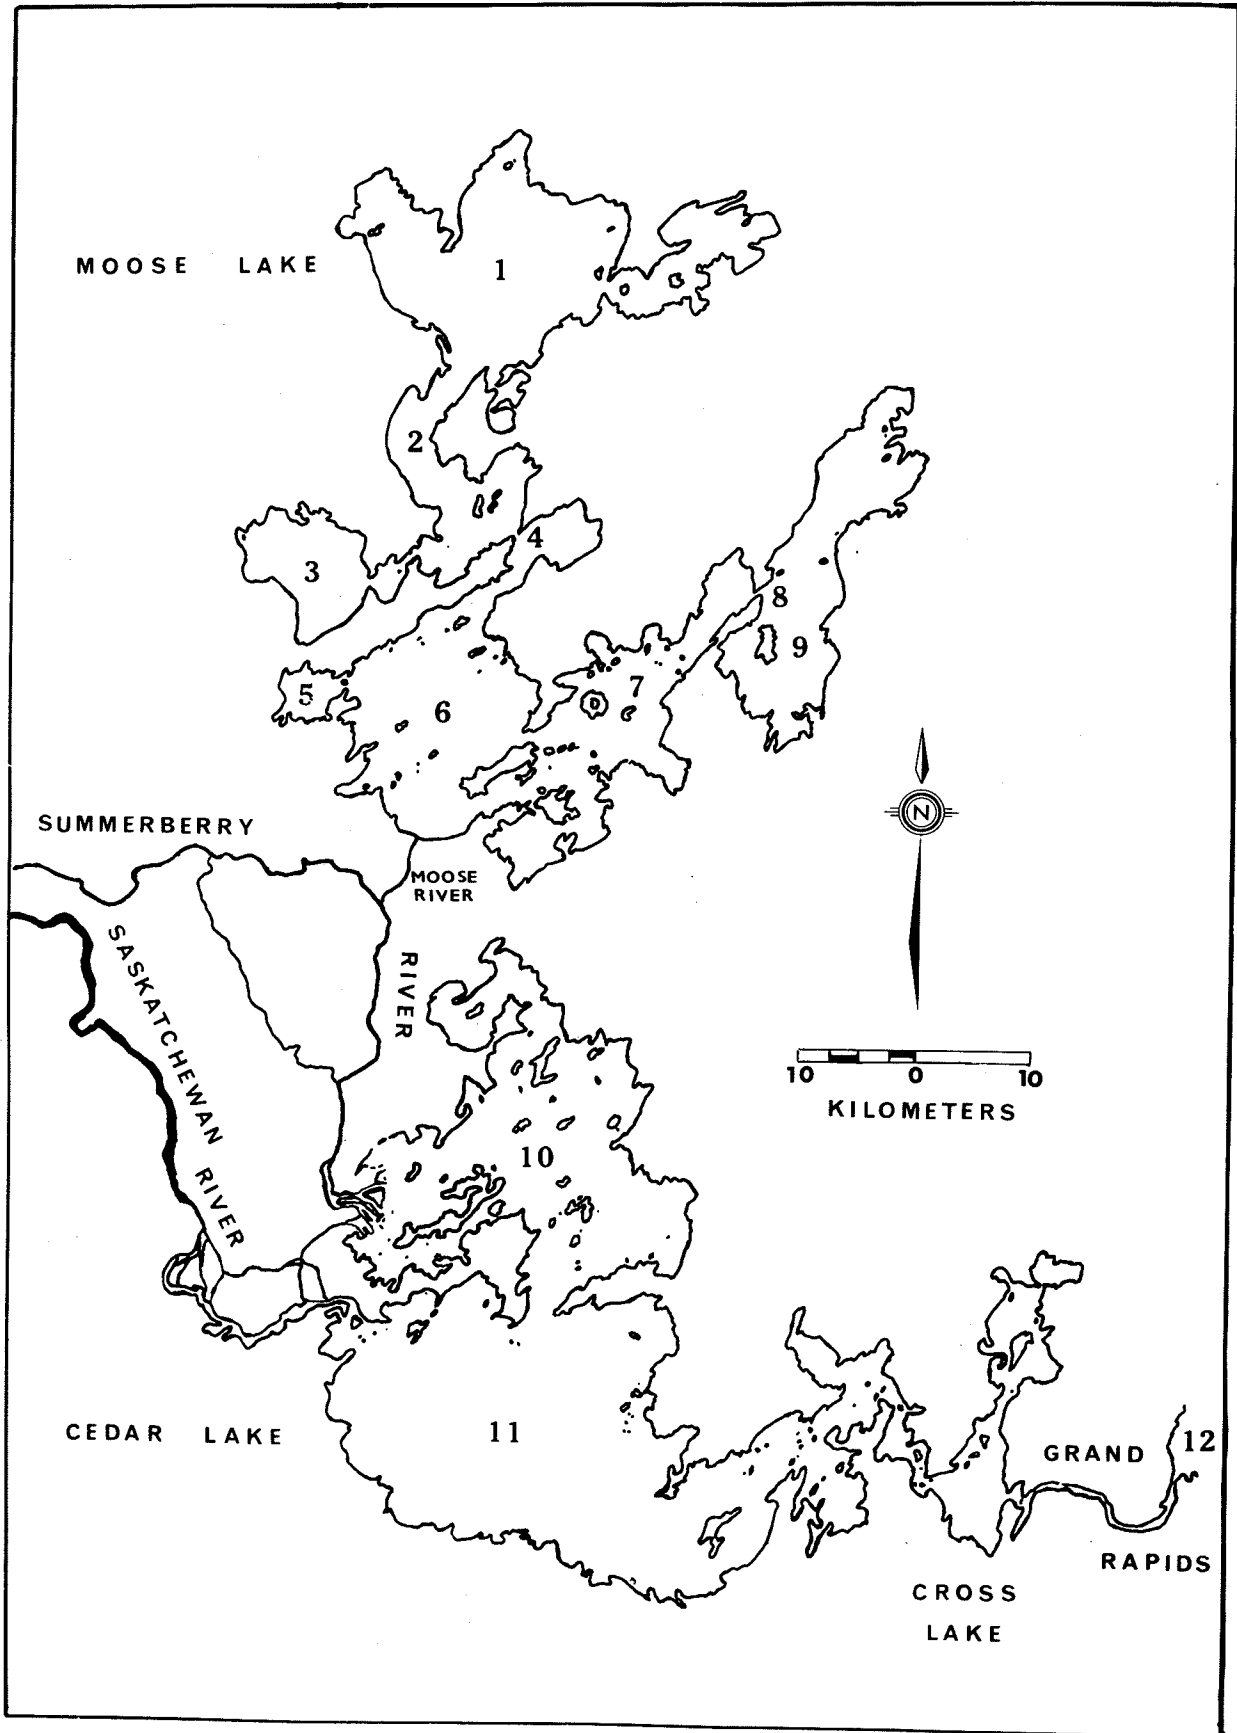 MOOSE LAKE
1
2
3
4
5
6
7
8
9
SUMMERBERRY
MOOSE
RIVER
RIVER
SASKATCHEWAN RIVER
N
10 0 10
KILOMETERS
10
11
CEDAR LAKE
12
GRAND
RAPIDS
CROSS
LAKE